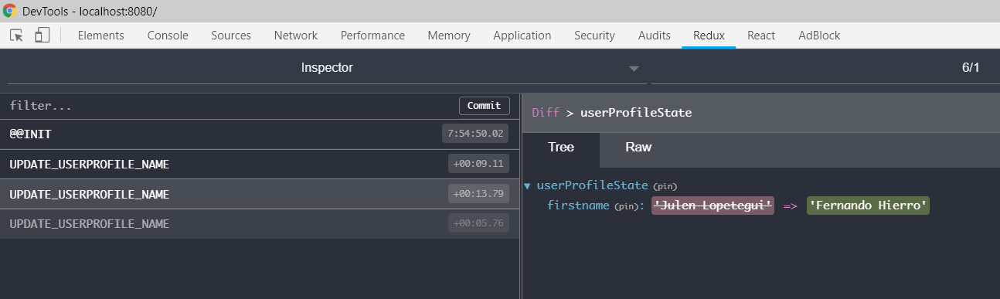 DevTools - localhost:8080/
Elements Console Sources Network Performance Memory Application Security Audits Redux React AdBlock
Inspector 6/1
filter... Commit
@@INIT 7:54:50.02
UPDATE_USERPROFILE_NAME +00:09.11
UPDATE_USERPROFILE_NAME +00:13.79
UPDATE_USERPROFILE_NAME +00:05.76
Diff > userProfileState
Tree Raw
userProfileState (pin)
firstname (pin): 'Julen Lopetegui' => 'Fernando Hierro'